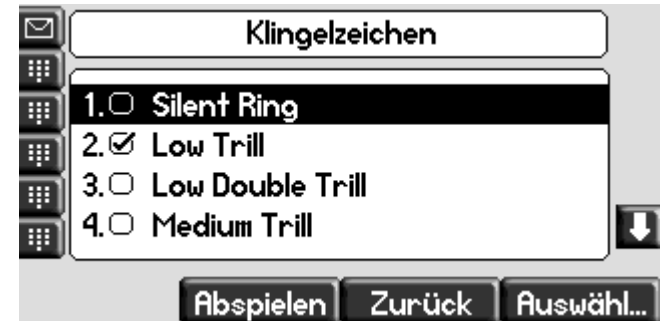 Klingelzeichen
1. Silent Ring
2. Low Trill
3. Low Double Trill
4. Medium Trill
Abspielen Zurück Auswähl...